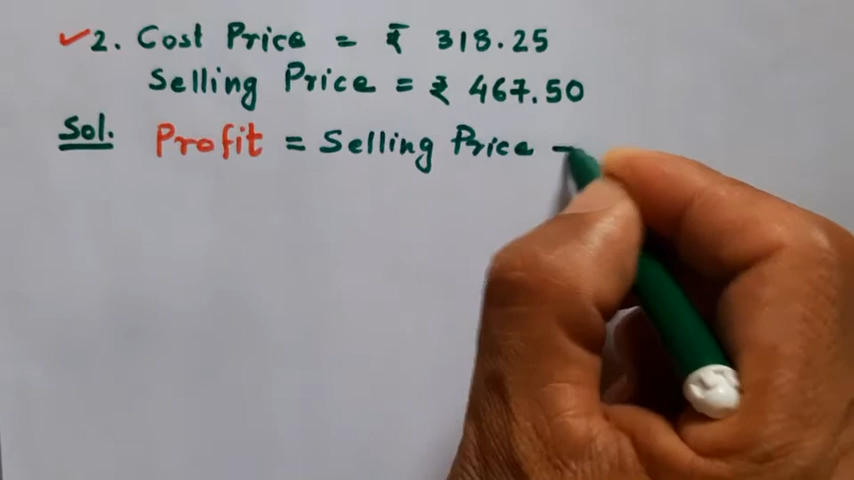 2. Cost Price = ₹ 318.25
Selling Price = ₹ 467.50
Sol. Profit = Selling Price -